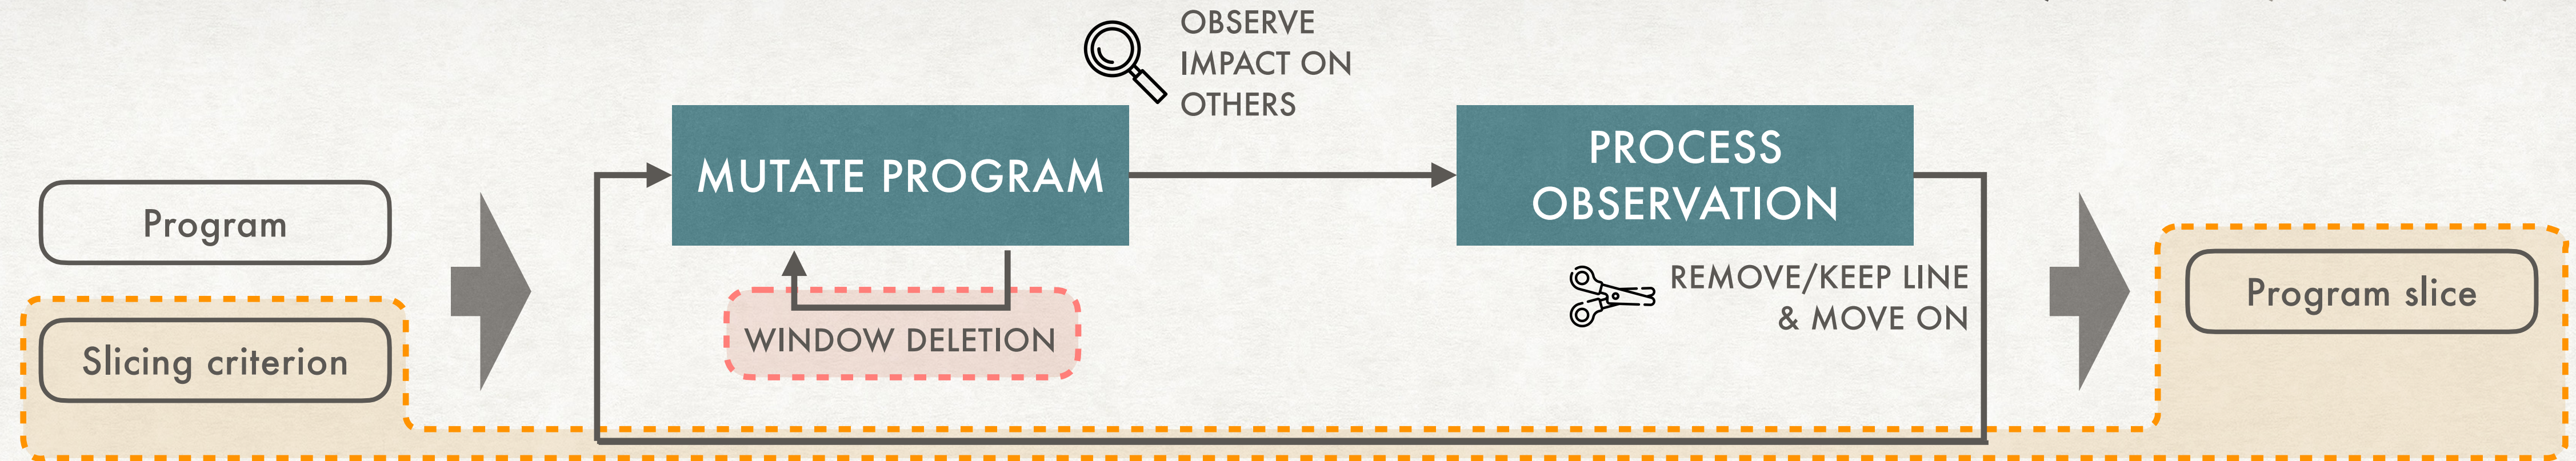 OBSERVE
IMPACT ON
OTHERS
MUTATE PROGRAM
PROCESS
OBSERVATION
Program
Slicing criterion
WINDOW DELETION
REMOVE/KEEP LINE
& MOVE ON
Program slice